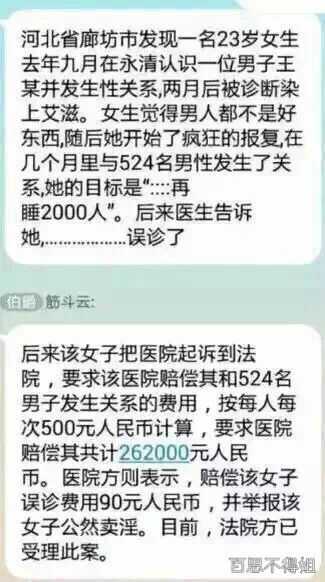 河北省廊坊市发现一名23岁女生
去年九月在永清认识一位男子王
某并发生性关系,两月后被诊断染
上艾滋。女生觉得男人都不是好
东西,随后她开始了疯狂的报复,在
几个月里与524名男性发生了关
系,她的目标是“::::再
睡2000人”。后来医生告诉
她,………………误诊了
伯爵 筋斗云:
后来该女子把医院起诉到法
院，要求该医院赔偿其和524名
男子发生关系的费用，按每人每
次500元人民币计算，要求医院
赔偿其共计262000元人民
币。医院方则表示，赔偿该女子
误诊费用90元人民币，并举报该
女子公然卖淫。目前，法院方已
受理此案。
百思不得姐